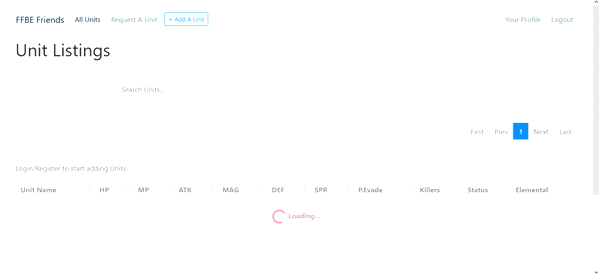 FFBE Friends All Units Request A Unit + Add A Unit Your Profile Logout
Unit Listings
Search Units...
First Prev 1 Next Last
Login/Register to start adding Units
Unit Name HP MP ATK MAG DEF SPR P.Evade Killers Status Elemental
Loading...